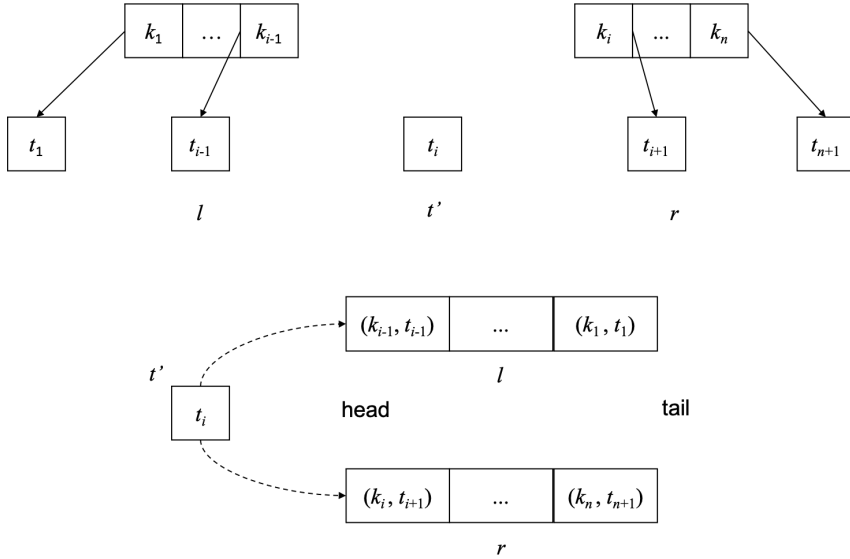 k₁ … kᵢ₋₁ kᵢ ... kₙ
t₁ tᵢ₋₁ tᵢ tᵢ₊₁ tₙ₊₁
l t’ r
(kᵢ₋₁, tᵢ₋₁) ... (k₁, t₁)
l
t’
tᵢ
head tail
(kᵢ, tᵢ₊₁) ... (kₙ, tₙ₊₁)
r